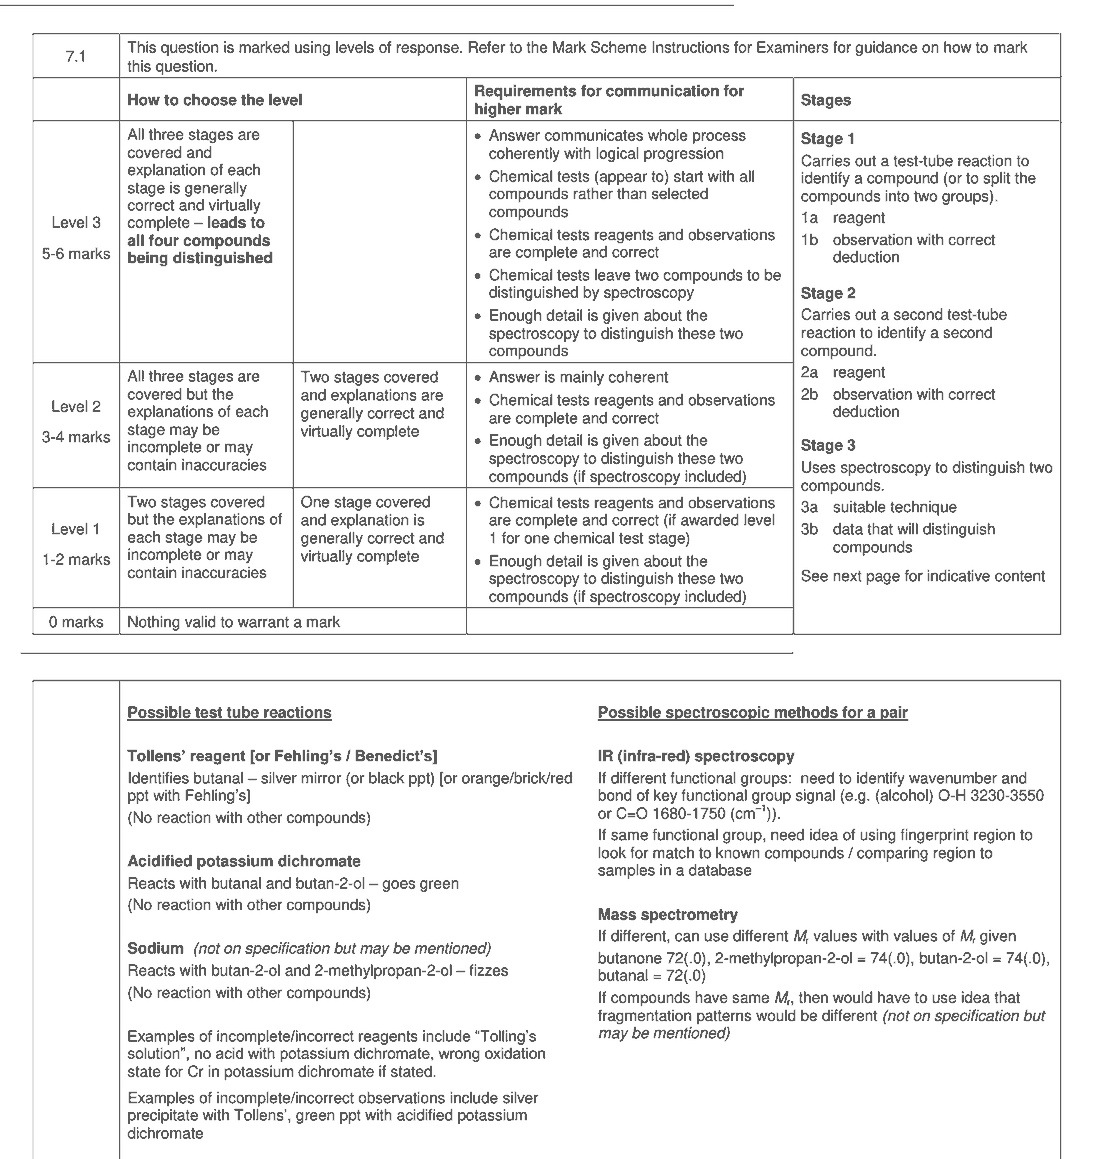 7.1
This question is marked using levels of response. Refer to the Mark Scheme Instructions for Examiners for guidance on how to mark
this question.
How to choose the level
Requirements for communication for
higher mark
Stages
Level 3
5-6 marks
All three stages are
covered and
explanation of each
stage is generally
correct and virtually
complete – leads to
all four compounds
being distinguished
• Answer communicates whole process
coherently with logical progression
• Chemical tests (appear to) start with all
compounds rather than selected
compounds
• Chemical tests reagents and observations
are complete and correct
• Chemical tests leave two compounds to be
distinguished by spectroscopy
• Enough detail is given about the
spectroscopy to distinguish these two
compounds
Level 2
3-4 marks
All three stages are
covered but the
explanations of each
stage may be
incomplete or may
contain inaccuracies
Two stages covered
and explanations are
generally correct and
virtually complete
• Answer is mainly coherent
• Chemical tests reagents and observations
are complete and correct
• Enough detail is given about the
spectroscopy to distinguish these two
compounds (if spectroscopy included)
Level 1
1-2 marks
Two stages covered
but the explanations of
each stage may be
incomplete or may
contain inaccuracies
One stage covered
and explanation is
generally correct and
virtually complete
• Chemical tests reagents and observations
are complete and correct (if awarded level
1 for one chemical test stage)
• Enough detail is given about the
spectroscopy to distinguish these two
compounds (if spectroscopy included)
0 marks
Nothing valid to warrant a mark
Stage 1
Carries out a test-tube reaction to
identify a compound (or to split the
compounds into two groups).
1a reagent
1b observation with correct
deduction
Stage 2
Carries out a second test-tube
reaction to identify a second
compound.
2a reagent
2b observation with correct
deduction
Stage 3
Uses spectroscopy to distinguish two
compounds.
3a suitable technique
3b data that will distinguish
compounds
See next page for indicative content
Possible test tube reactions
Tollens’ reagent [or Fehling’s / Benedict’s]
Identifies butanal – silver mirror (or black ppt) [or orange/brick/red
ppt with Fehling’s]
(No reaction with other compounds)
Acidified potassium dichromate
Reacts with butanal and butan-2-ol – goes green
(No reaction with other compounds)
Sodium (not on specification but may be mentioned)
Reacts with butan-2-ol and 2-methylpropan-2-ol – fizzes
(No reaction with other compounds)
Examples of incomplete/incorrect reagents include “Tolling’s
solution”, no acid with potassium dichromate, wrong oxidation
state for Cr in potassium dichromate if stated.
Examples of incomplete/incorrect observations include silver
precipitate with Tollens’, green ppt with acidified potassium
dichromate
Possible spectroscopic methods for a pair
IR (infra-red) spectroscopy
If different functional groups: need to identify wavenumber and
bond of key functional group signal (e.g. (alcohol) O-H 3230-3550
or C=O 1680-1750 (cm⁻¹)).
If same functional group, need idea of using fingerprint region to
look for match to known compounds / comparing region to
samples in a database
Mass spectrometry
If different, can use different Mᵣ values with values of Mᵣ given
butanone 72(.0), 2-methylpropan-2-ol = 74(.0), butan-2-ol = 74(.0),
butanal = 72(.0)
If compounds have same Mᵣ, then would have to use idea that
fragmentation patterns would be different (not on specification but
may be mentioned)